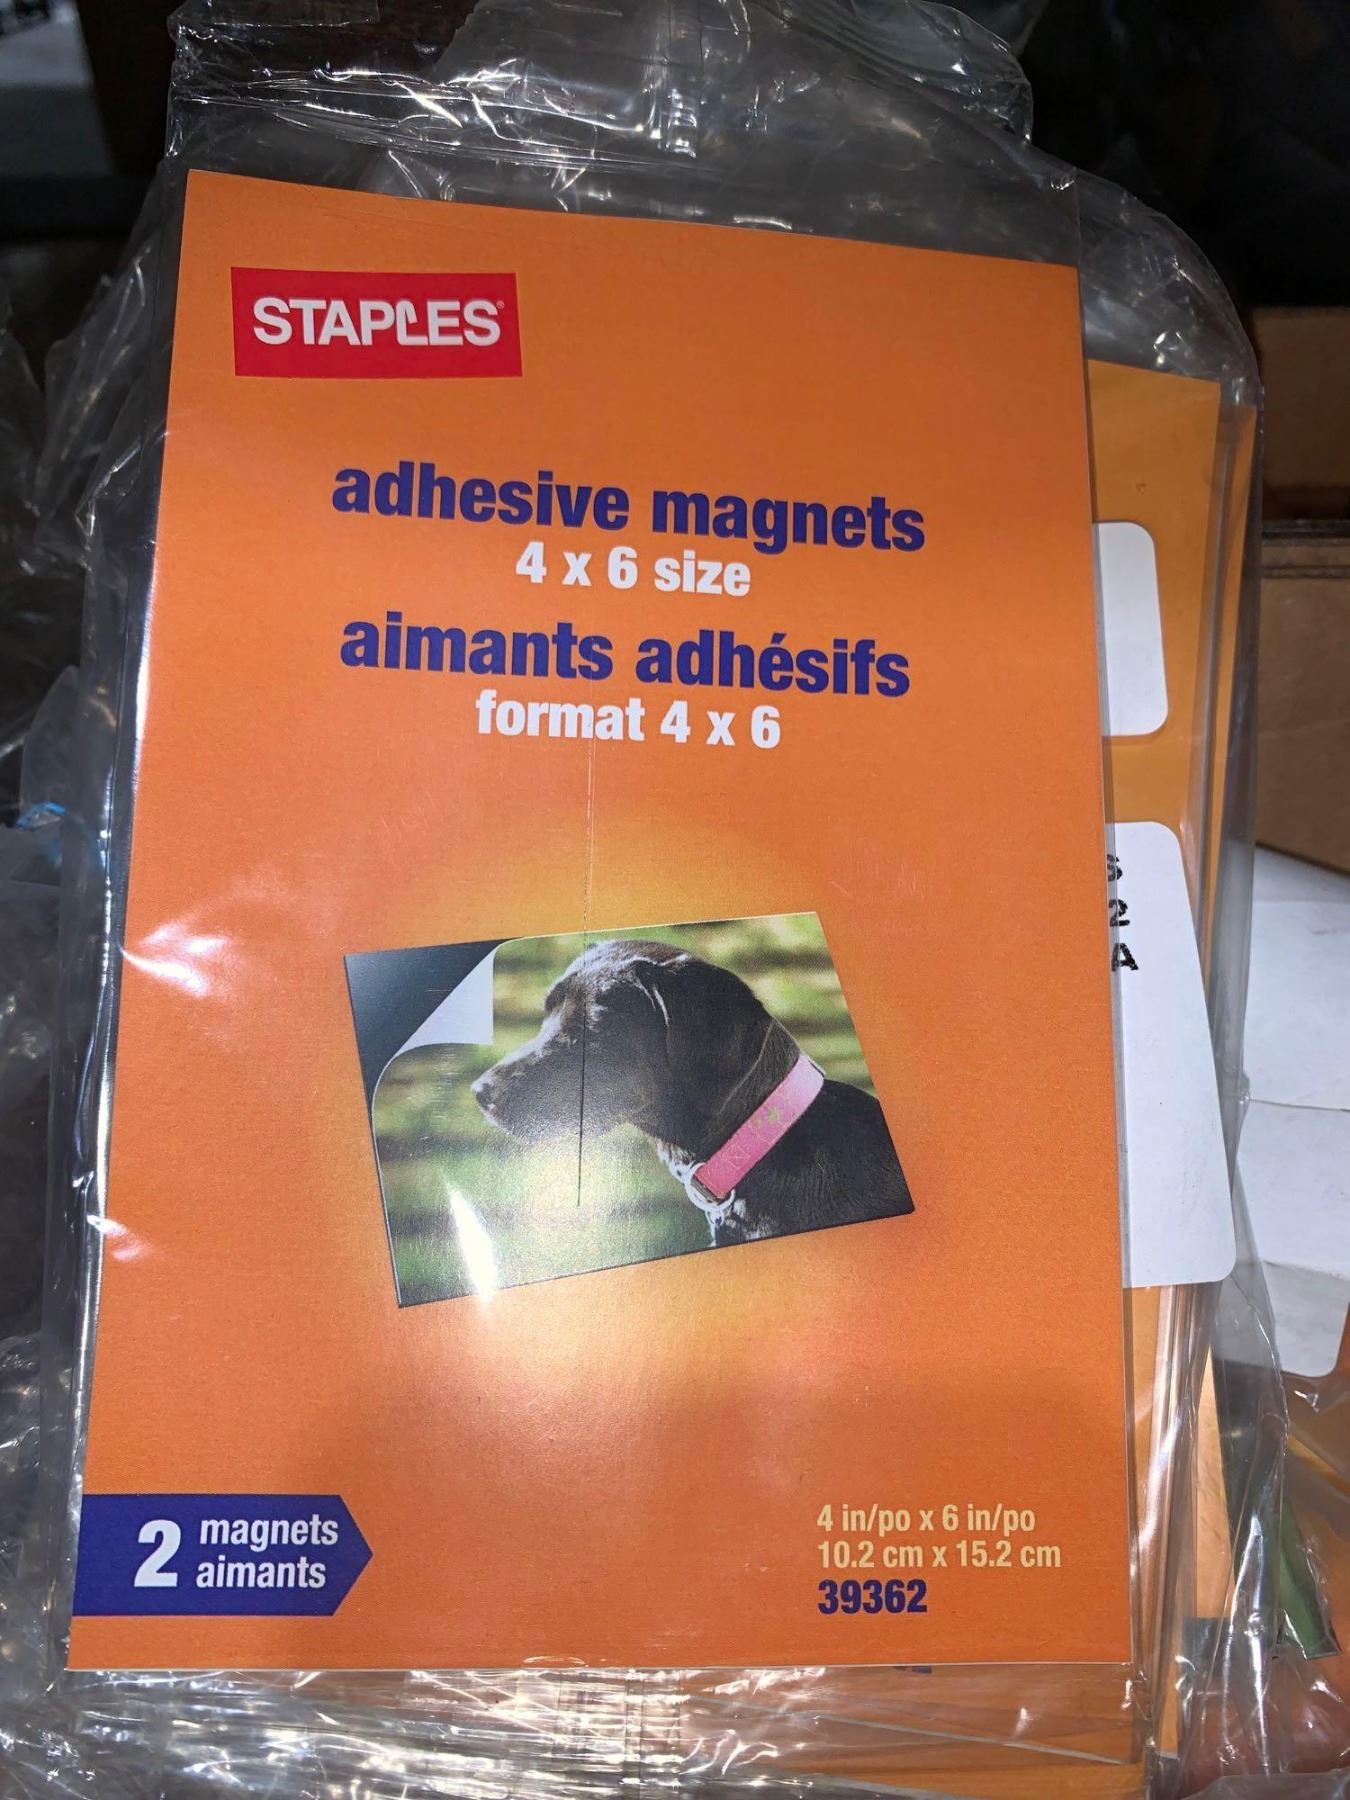 STAPLES®
adhesive magnets
4 x 6 size
aimants adhésifs
format 4 x 6
2 magnets
aimants
4 in/po x 6 in/po
10.2 cm x 15.2 cm
39362
S
2
A